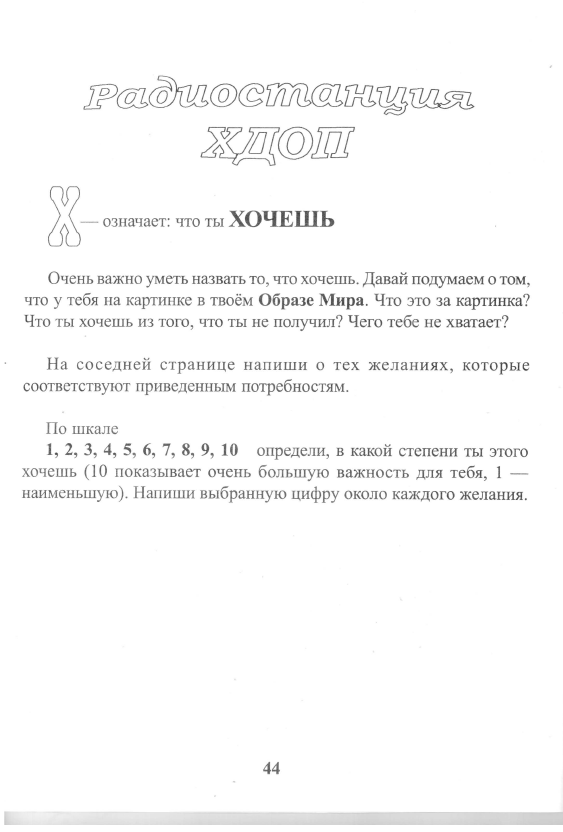 Радиостанция
ХДОП
Х — означает: что ты ХОЧЕШЬ
Очень важно уметь назвать то, что хочешь. Давай подумаем о том,
что у тебя на картинке в твоём Образе Мира. Что это за картинка?
Что ты хочешь из того, что ты не получил? Чего тебе не хватает?
На соседней странице напиши о тех желаниях, которые
соответствуют приведенным потребностям.
По шкале
1, 2, 3, 4, 5, 6, 7, 8, 9, 10 определи, в какой степени ты этого
хочешь (10 показывает очень большую важность для тебя, 1 —
наименьшую). Напиши выбранную цифру около каждого желания.
44